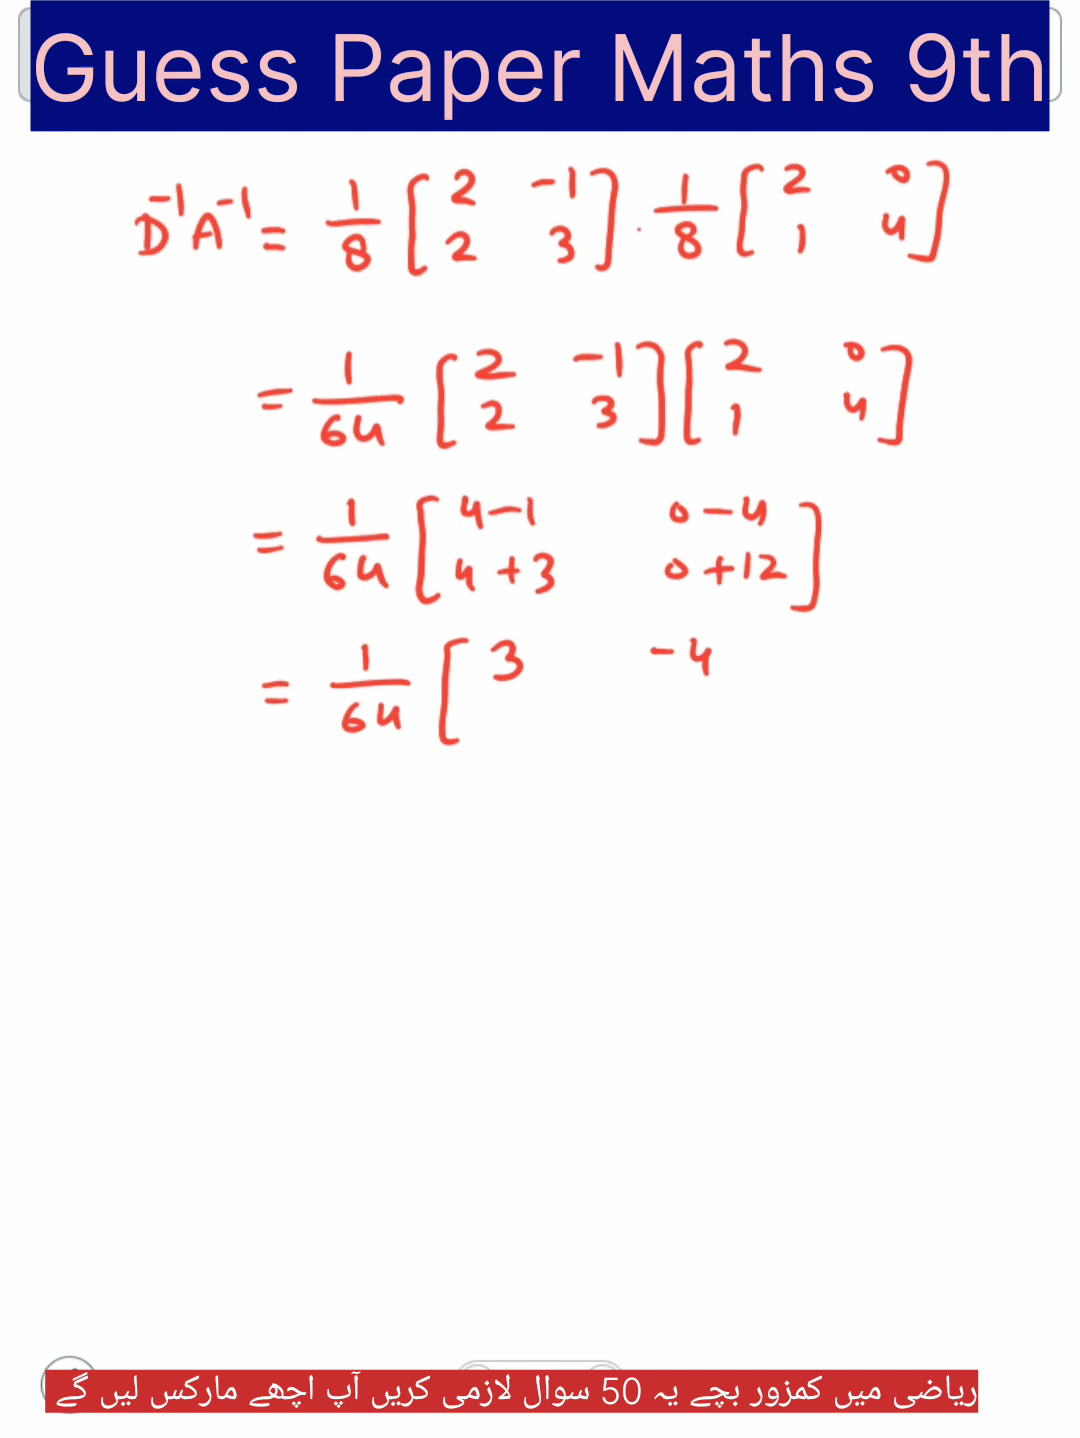 Guess Paper Maths 9th
D⁻¹A⁻¹ = 1/8 [2 -1; 2 3] . 1/8 [2 0; 1 4]
= 1/64 [2 -1; 2 3] [2 0; 1 4]
= 1/64 [4-1 0-4; 4+3 0+12]
= 1/64 [3 -4
ریاضی میں کمزور بچے یہ 50 سوال لازمی کریں آپ اچھے مارکس لیں گے